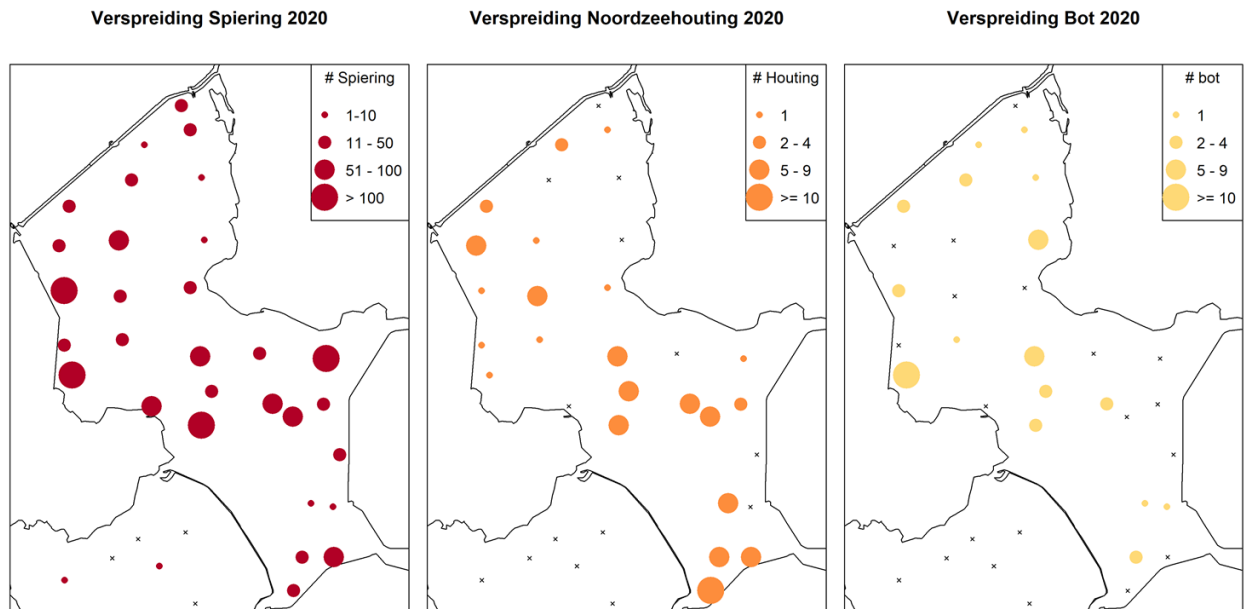 Verspreiding Spiering 2020
# Spiering
1-10
11 - 50
51 - 100
> 100
Verspreiding Noordzeehouting 2020
# Houting
1
2 - 4
5 - 9
>= 10
Verspreiding Bot 2020
# bot
1
2 - 4
5 - 9
>= 10